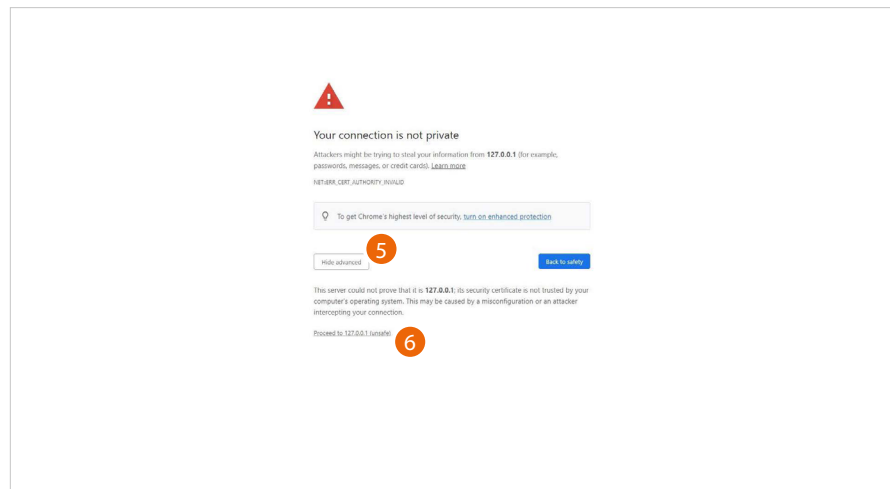 Your connection is not private
Attackers might be trying to steal your information from 127.0.0.1 (for example,
passwords, messages, or credit cards). Learn more
NET::ERR_CERT_AUTHORITY_INVALID
To get Chrome's highest level of security, turn on enhanced protection
5
Hide advanced
Back to safety
This server could not prove that it is 127.0.0.1; its security certificate is not trusted by your
computer's operating system. This may be caused by a misconfiguration or an attacker
intercepting your connection.
Proceed to 127.0.0.1 (unsafe)
6